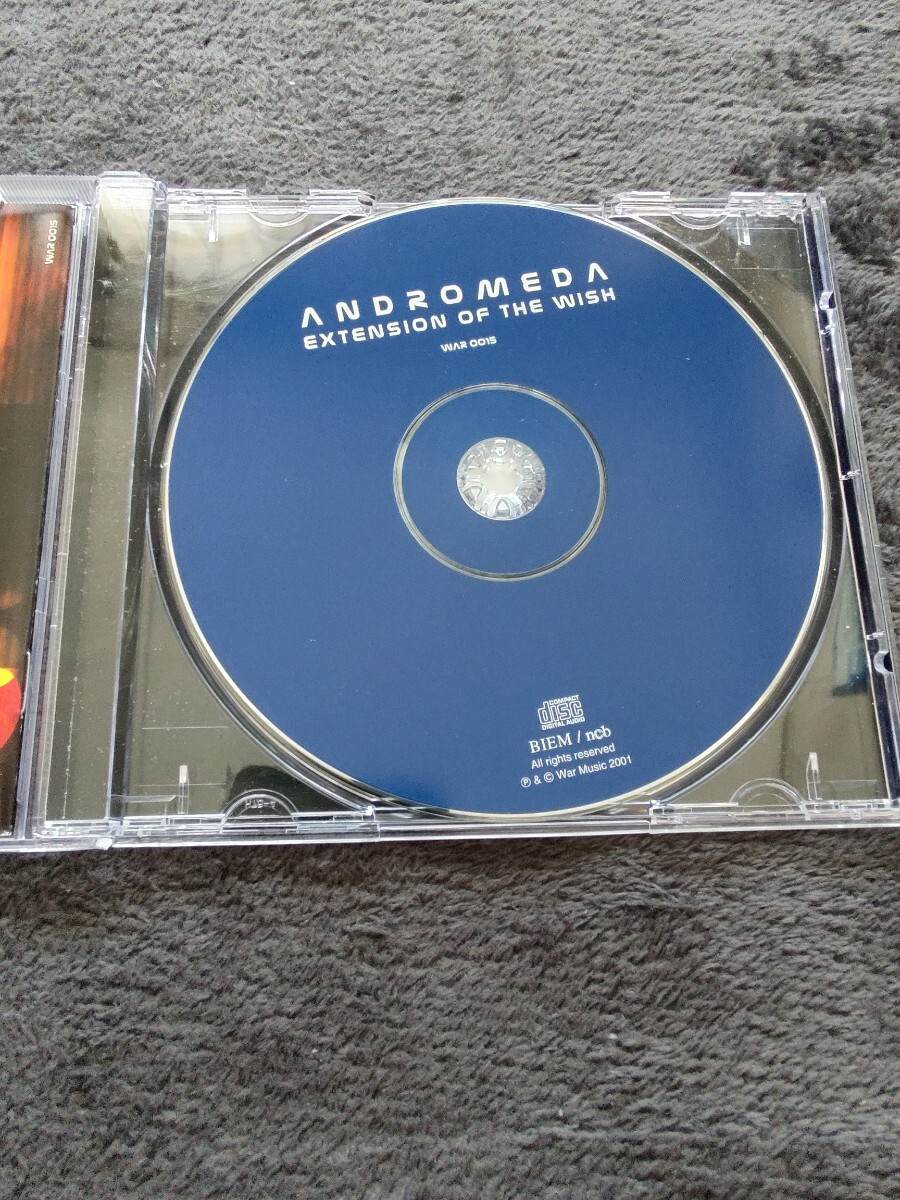 WAR 0015
ANDROMEDA
EXTENSION OF THE WISH
WAR 0015
COMPACT
disc
DIGITAL AUDIO
BIEM / ncb
All rights reserved
℗ & © War Music 2001